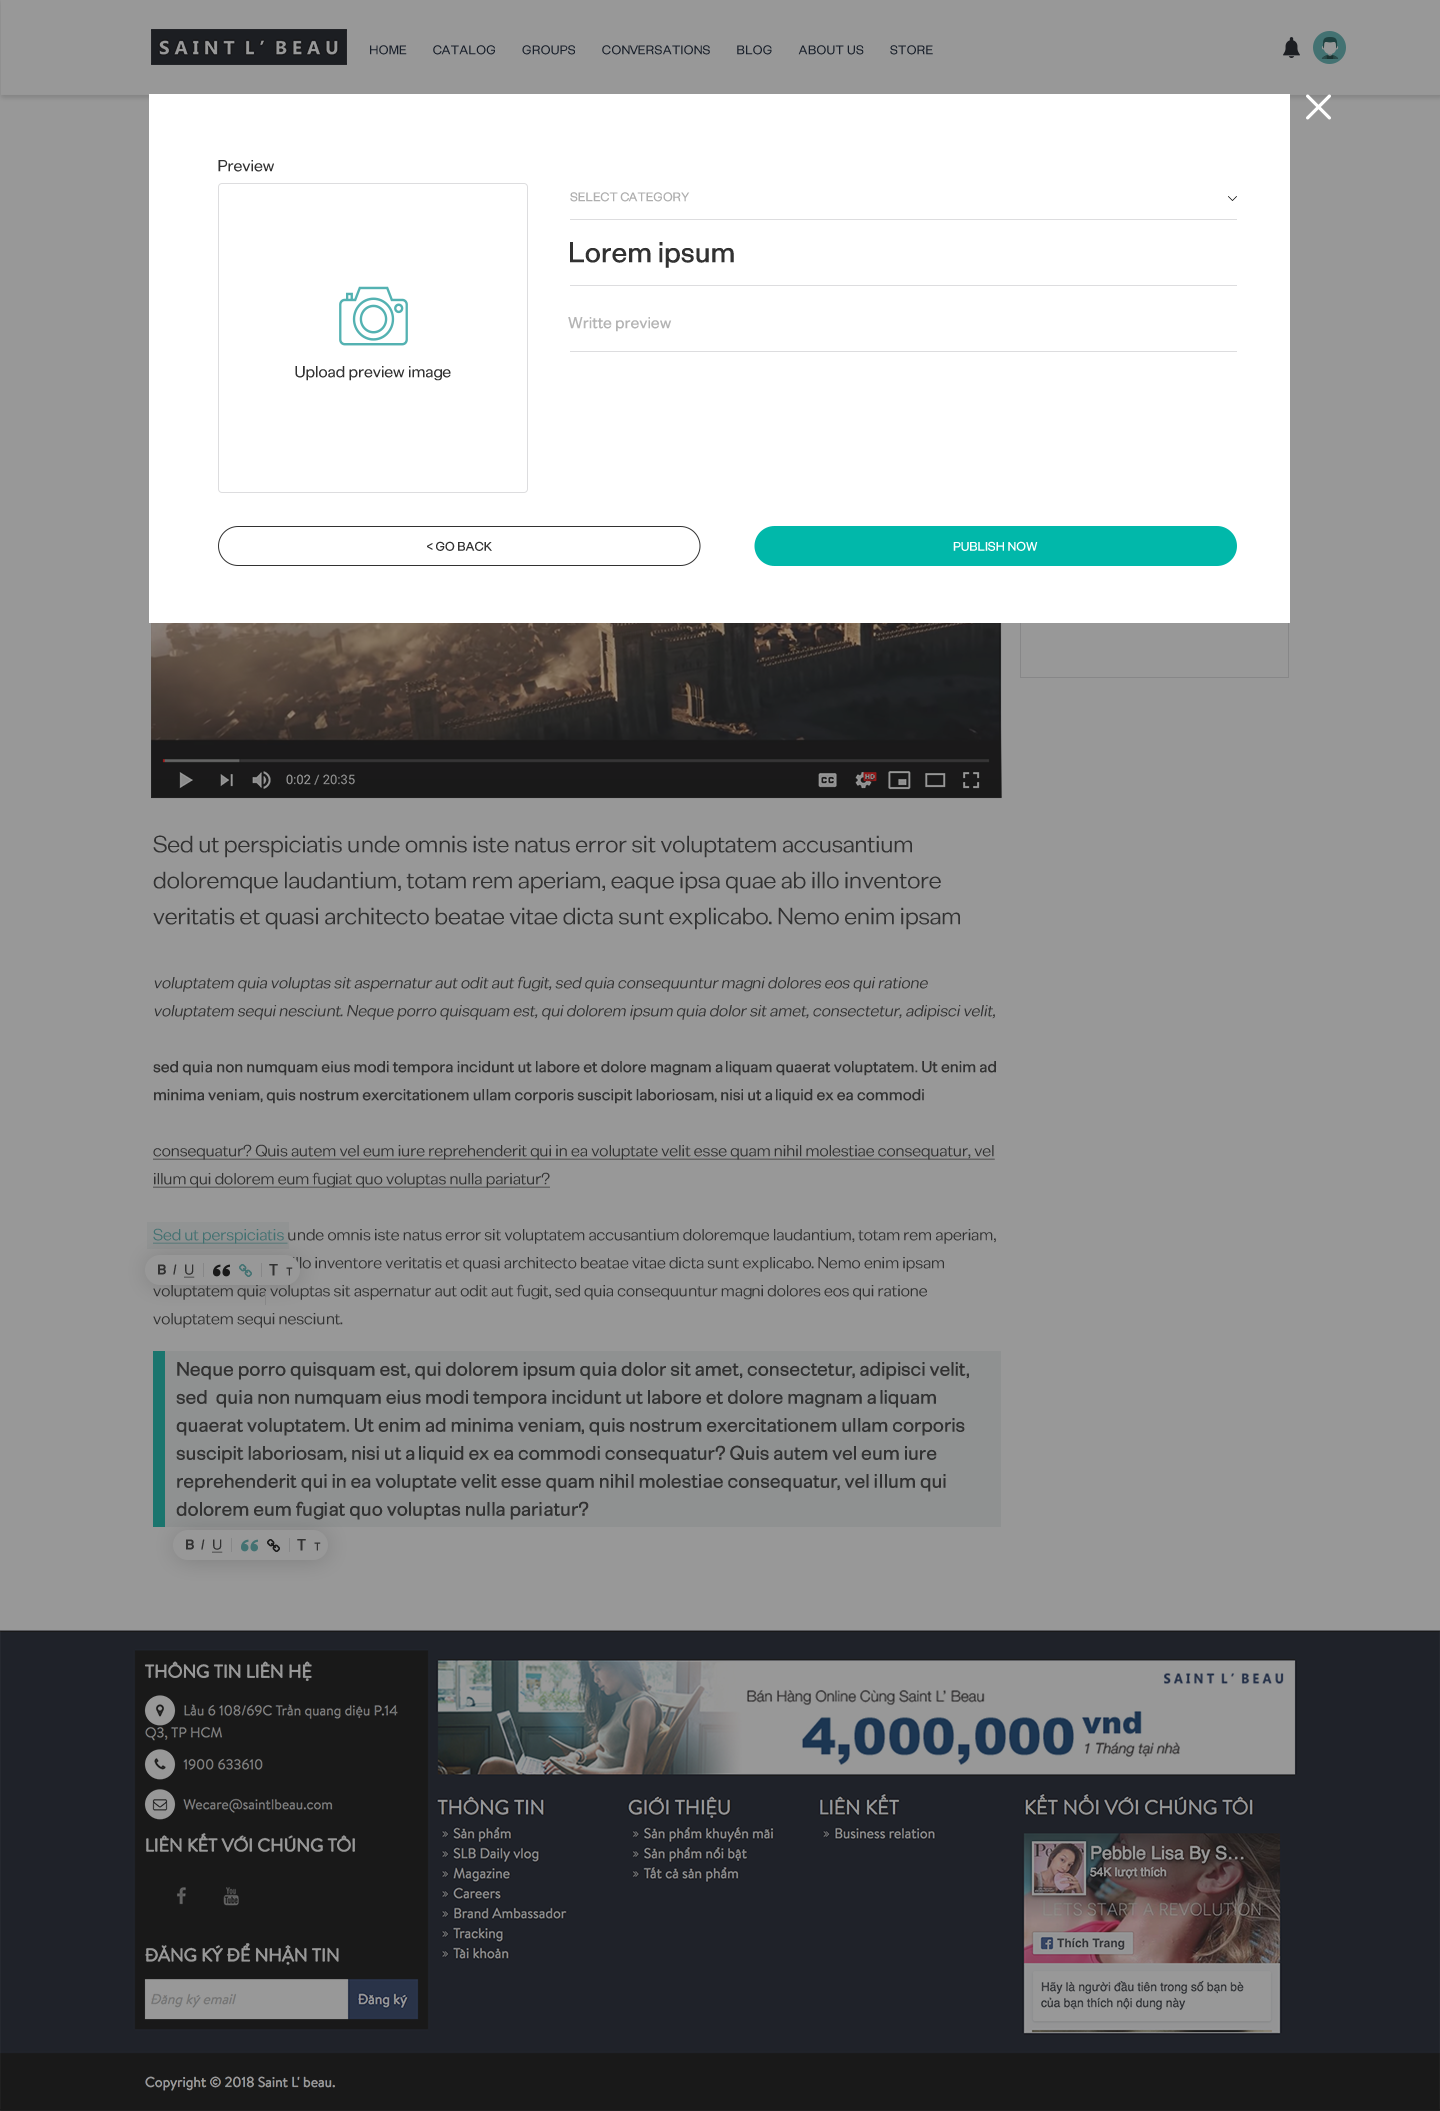 SAINT L' BEAU
HOME CATALOG GROUPS CONVERSATIONS BLOG ABOUT US STORE
Preview
Upload preview image
SELECT CATEGORY
Lorem ipsum
Writte preview
< GO BACK
PUBLISH NOW
0:02 / 20:35
CC
HD
Sed ut perspiciatis unde omnis iste natus error sit voluptatem accusantium
doloremque laudantium, totam rem aperiam, eaque ipsa quae ab illo inventore
veritatis et quasi architecto beatae vitae dicta sunt explicabo. Nemo enim ipsam
voluptatem quia voluptas sit aspernatur aut odit aut fugit, sed quia consequuntur magni dolores eos qui ratione
voluptatem sequi nesciunt. Neque porro quisquam est, qui dolorem ipsum quia dolor sit amet, consectetur, adipisci velit,
sed quia non numquam eius modi tempora incidunt ut labore et dolore magnam aliquam quaerat voluptatem. Ut enim ad
minima veniam, quis nostrum exercitationem ullam corporis suscipit laboriosam, nisi ut aliquid ex ea commodi
consequatur? Quis autem vel eum iure reprehenderit qui in ea voluptate velit esse quam nihil molestiae consequatur, vel
illum qui dolorem eum fugiat quo voluptas nulla pariatur?
Sed ut perspiciatis unde omnis iste natus error sit voluptatem accusantium doloremque laudantium, totam rem aperiam,
B I U T T
llo inventore veritatis et quasi architecto beatae vitae dicta sunt explicabo. Nemo enim ipsam
voluptatem quia voluptas sit aspernatur aut odit aut fugit, sed quia consequuntur magni dolores eos qui ratione
voluptatem sequi nesciunt.
Neque porro quisquam est, qui dolorem ipsum quia dolor sit amet, consectetur, adipisci velit,
sed quia non numquam eius modi tempora incidunt ut labore et dolore magnam aliquam
quaerat voluptatem. Ut enim ad minima veniam, quis nostrum exercitationem ullam corporis
suscipit laboriosam, nisi ut aliquid ex ea commodi consequatur? Quis autem vel eum iure
reprehenderit qui in ea voluptate velit esse quam nihil molestiae consequatur, vel illum qui
dolorem eum fugiat quo voluptas nulla pariatur?
B I U T T
THÔNG TIN LIÊN HỆ
Lầu 6 108/69C Trần quang diệu P.14
Q3, TP HCM
1900 633610
Wecare@saintlbeau.com
LIÊN KẾT VỚI CHÚNG TÔI
You Tube
ĐĂNG KÝ ĐỂ NHẬN TIN
Đăng ký email
Đăng ký
SAINT L' BEAU
Bán Hàng Online Cùng Saint L' Beau
4,000,000 vnd
1 Tháng tại nhà
THÔNG TIN
» Sản phẩm
» SLB Daily vlog
» Magazine
» Careers
» Brand Ambassador
» Tracking
» Tài khoản
GIỚI THIỆU
» Sản phẩm khuyến mãi
» Sản phẩm nổi bật
» Tất cả sản phẩm
LIÊN KẾT
» Business relation
KẾT NỐI VỚI CHÚNG TÔI
Pebble Lisa By S...
54K lượt thích
LETS START A REVOLUTION
Thích Trang
Hãy là người đầu tiên trong số bạn bè
của bạn thích nội dung này
Copyright © 2018 Saint L' beau.